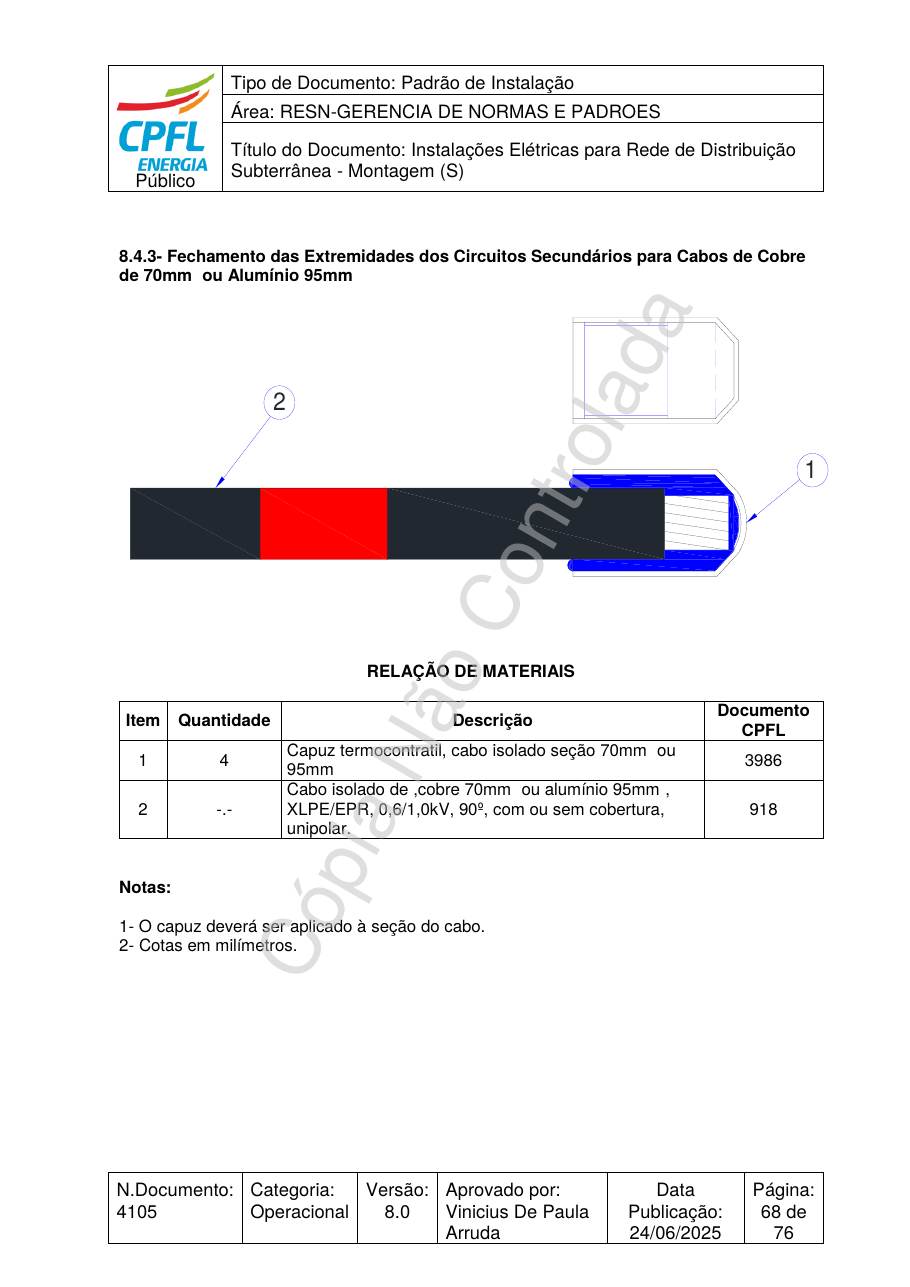 CPFL
ENERGIA
Público
Tipo de Documento: Padrão de Instalação
Área: RESN-GERENCIA DE NORMAS E PADROES
Título do Documento: Instalações Elétricas para Rede de Distribuição
Subterrânea - Montagem (S)
8.4.3- Fechamento das Extremidades dos Circuitos Secundários para Cabos de Cobre
de 70mm  ou Alumínio 95mm
2
1
Cópia Não Controlada
RELAÇÃO DE MATERIAIS
Item Quantidade Descrição Documento
CPFL
1 4 Capuz termocontratil, cabo isolado seção 70mm  ou
95mm 3986
2 -.- Cabo isolado de ,cobre 70mm  ou alumínio 95mm ,
XLPE/EPR, 0,6/1,0kV, 90º, com ou sem cobertura,
unipolar. 918
Notas:
1- O capuz deverá ser aplicado à seção do cabo.
2- Cotas em milímetros.
N.Documento:
4105
Categoria:
Operacional
Versão:
8.0
Aprovado por:
Vinicius De Paula
Arruda
Data
Publicação:
24/06/2025
Página:
68 de
76